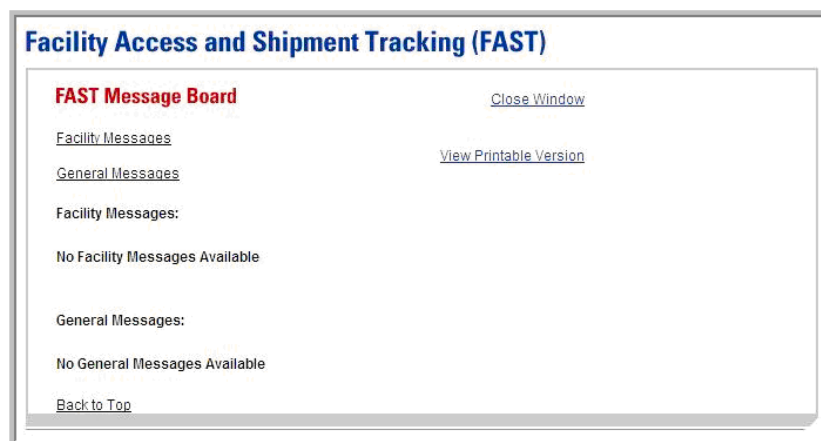 Facility Access and Shipment Tracking (FAST)
FAST Message Board
Close Window
Facility Messages
View Printable Version
General Messages
Facility Messages:
No Facility Messages Available
General Messages:
No General Messages Available
Back to Top